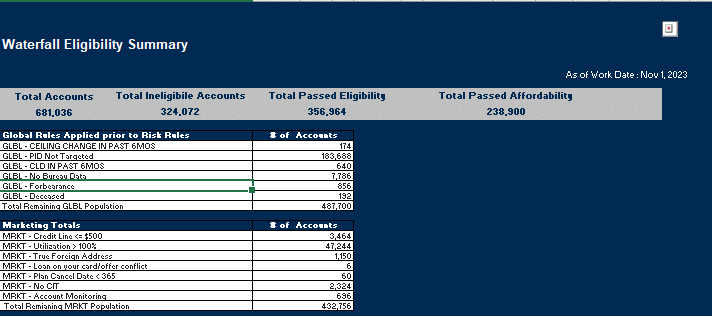 Waterfall Eligibility Summary
As of Work Date : Nov 1, 2023
Total Accounts Total Ineligibile Accounts Total Passed Eligibility Total Passed Affordability
681,036 324,072 356,964 238,900
Global Rules Applied prior to Risk Rules # of Accounts
GLBL - CEILING CHANGE IN PAST 6MOS 174
GLBL - PID Not Targeted 183,688
GLBL - CLD IN PAST 6MOS 640
GLBL - No Bureau Data 7,786
GLBL - Forbearance 856
GLBL - Deceased 192
Total Remaining GLBL Population 487,700
Marketing Totals # of Accounts
MRKT - Credit Line <= $500 3,464
MRKT - Utilization > 100% 47,244
MRKT - True Foreign Address 1,150
MRKT - Loan on your card/offer conflict 6
MRKT - Plan Cancel Date < 365 60
MRKT - No CIT 2,324
MRKT - Account Monitoring 696
Total Remianing MRKT Population 432,756